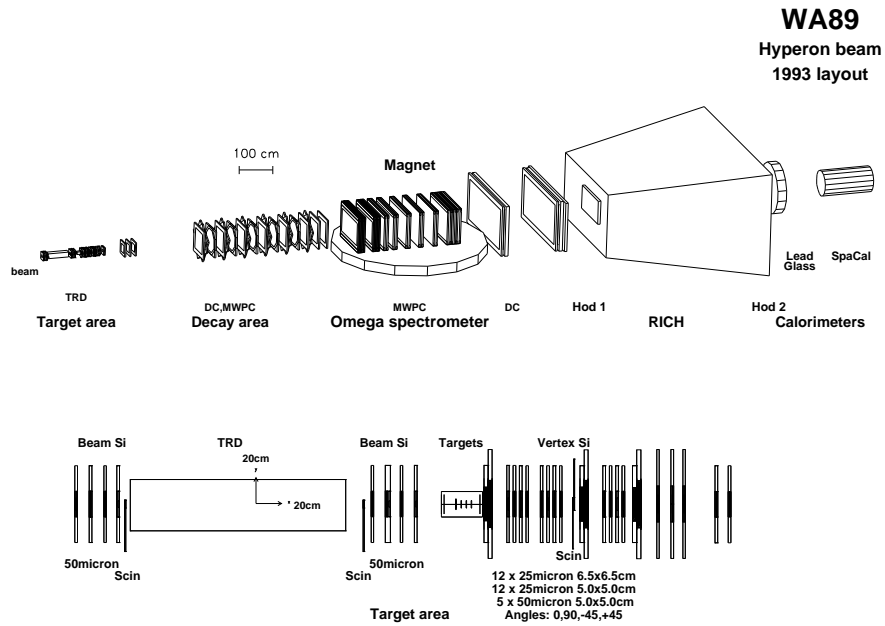 WA89
Hyperon beam
1993 layout
100 cm
Magnet
beam
Lead
Glass
SpaCal
TRD
DC,MWPC
MWPC
DC
Hod 1
Hod 2
Target area
Decay area
Omega spectrometer
RICH
Calorimeters
Beam Si
TRD
Beam Si
Targets
Vertex Si
20cm
20cm
50micron
Scin
Scin
50micron
Scin
12 x 25micron 6.5x6.5cm
12 x 25micron 5.0x5.0cm
5 x 50micron 5.0x5.0cm
Angles: 0,90,-45,+45
Target area